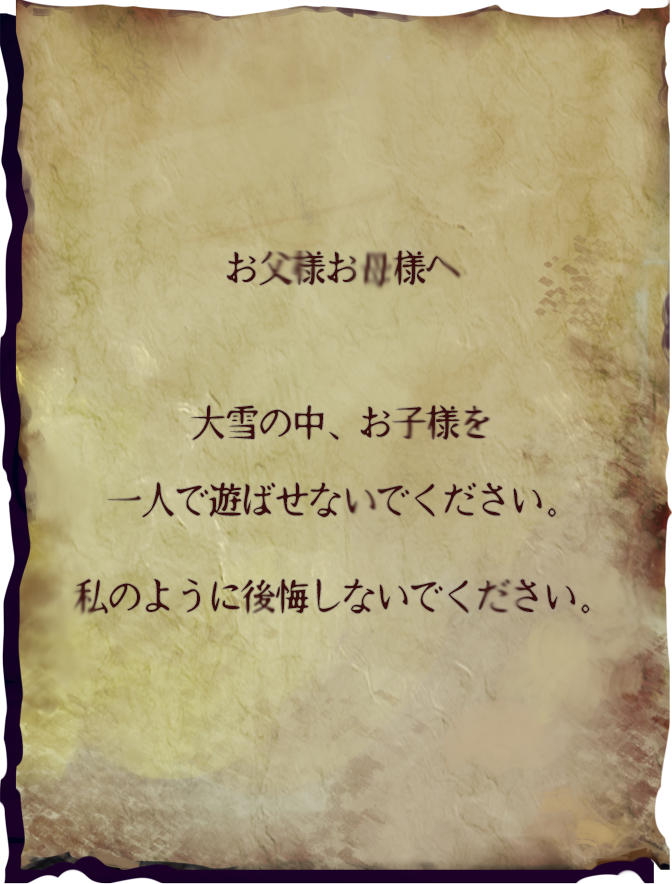 お父様お母様へ
大雪の中、お子様を
一人で遊ばせないでください。
私のように後悔しないでください。